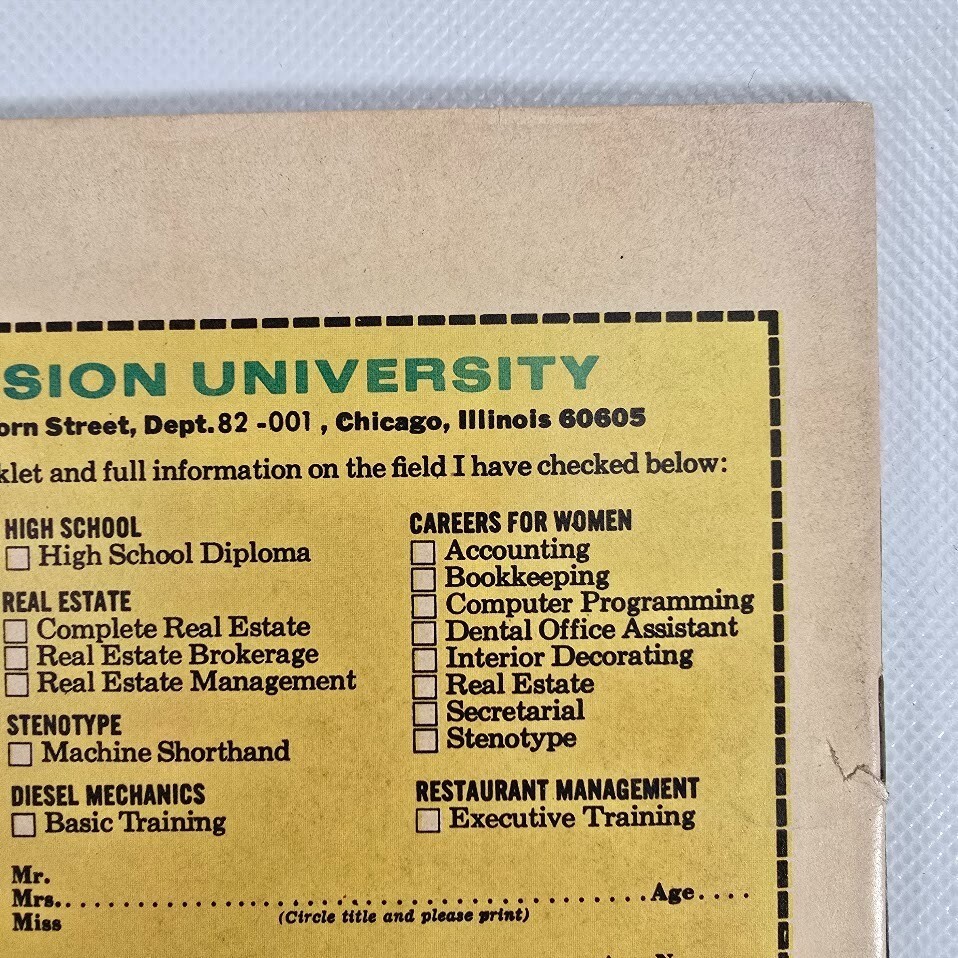 SION UNIVERSITY
orn Street, Dept. 82 -001 , Chicago, Illinois 60605
klet and full information on the field I have checked below:
HIGH SCHOOL
High School Diploma
REAL ESTATE
Complete Real Estate
Real Estate Brokerage
Real Estate Management
STENOTYPE
Machine Shorthand
DIESEL MECHANICS
Basic Training
CAREERS FOR WOMEN
Accounting
Bookkeeping
Computer Programming
Dental Office Assistant
Interior Decorating
Real Estate
Secretarial
Stenotype
RESTAURANT MANAGEMENT
Executive Training
Mr.
Mrs.. . . . . . . . . . . . . . . . . . . . . . . . . . . . . . . . . . . . . Age. . . .
Miss
(Circle title and please print)